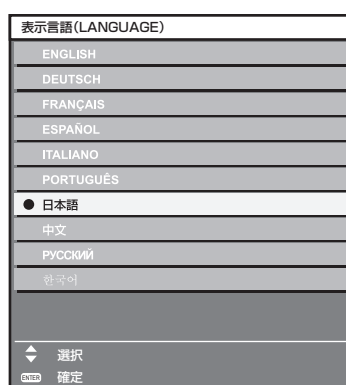 表示言語(LANGUAGE)
ENGLISH
DEUTSCH
FRANÇAIS
ESPAÑOL
ITALIANO
PORTUGUÊS
● 日本語
中文
РУССКИЙ
한국어
選択
ENTER 確定